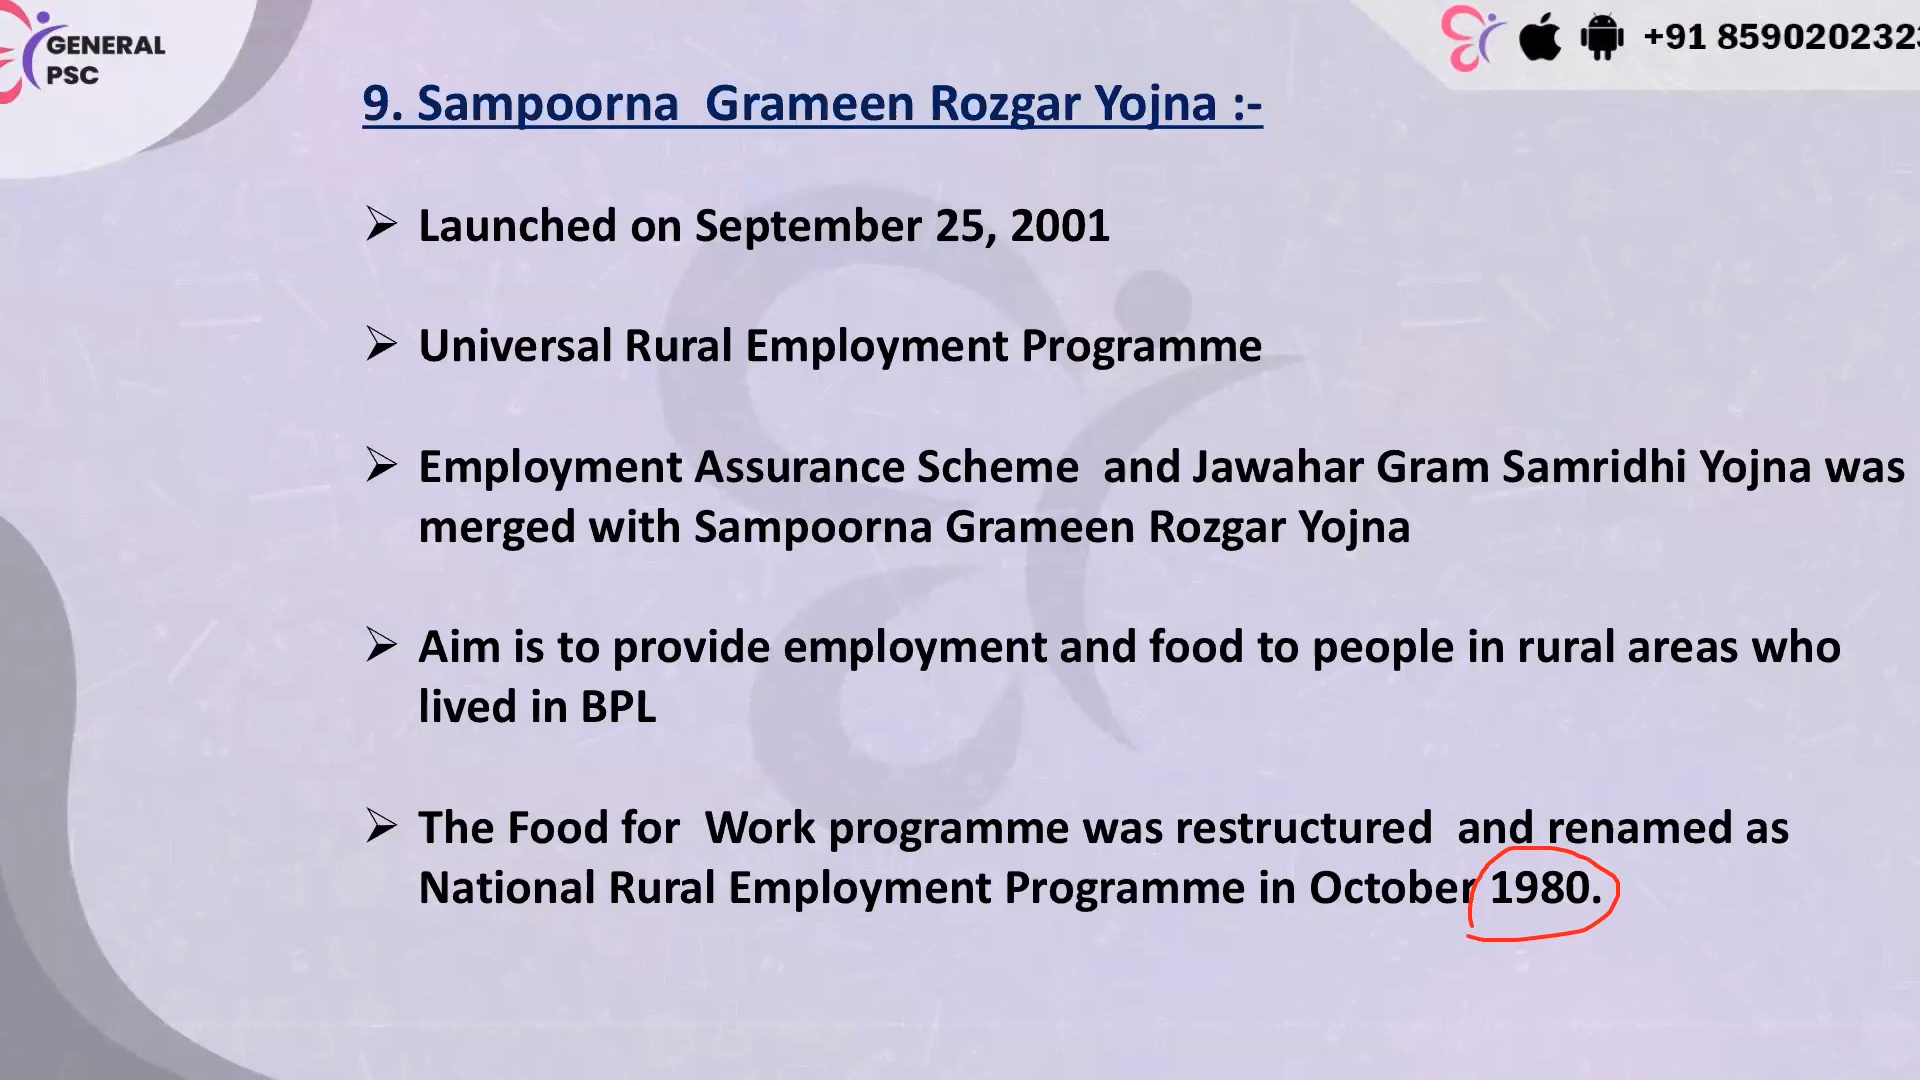 GENERAL
PSC
+91 859020232
9. Sampoorna Grameen Rozgar Yojna :-
➢ Launched on September 25, 2001
➢ Universal Rural Employment Programme
➢ Employment Assurance Scheme and Jawahar Gram Samridhi Yojna was
merged with Sampoorna Grameen Rozgar Yojna
➢ Aim is to provide employment and food to people in rural areas who
lived in BPL
➢ The Food for Work programme was restructured and renamed as
National Rural Employment Programme in October 1980.